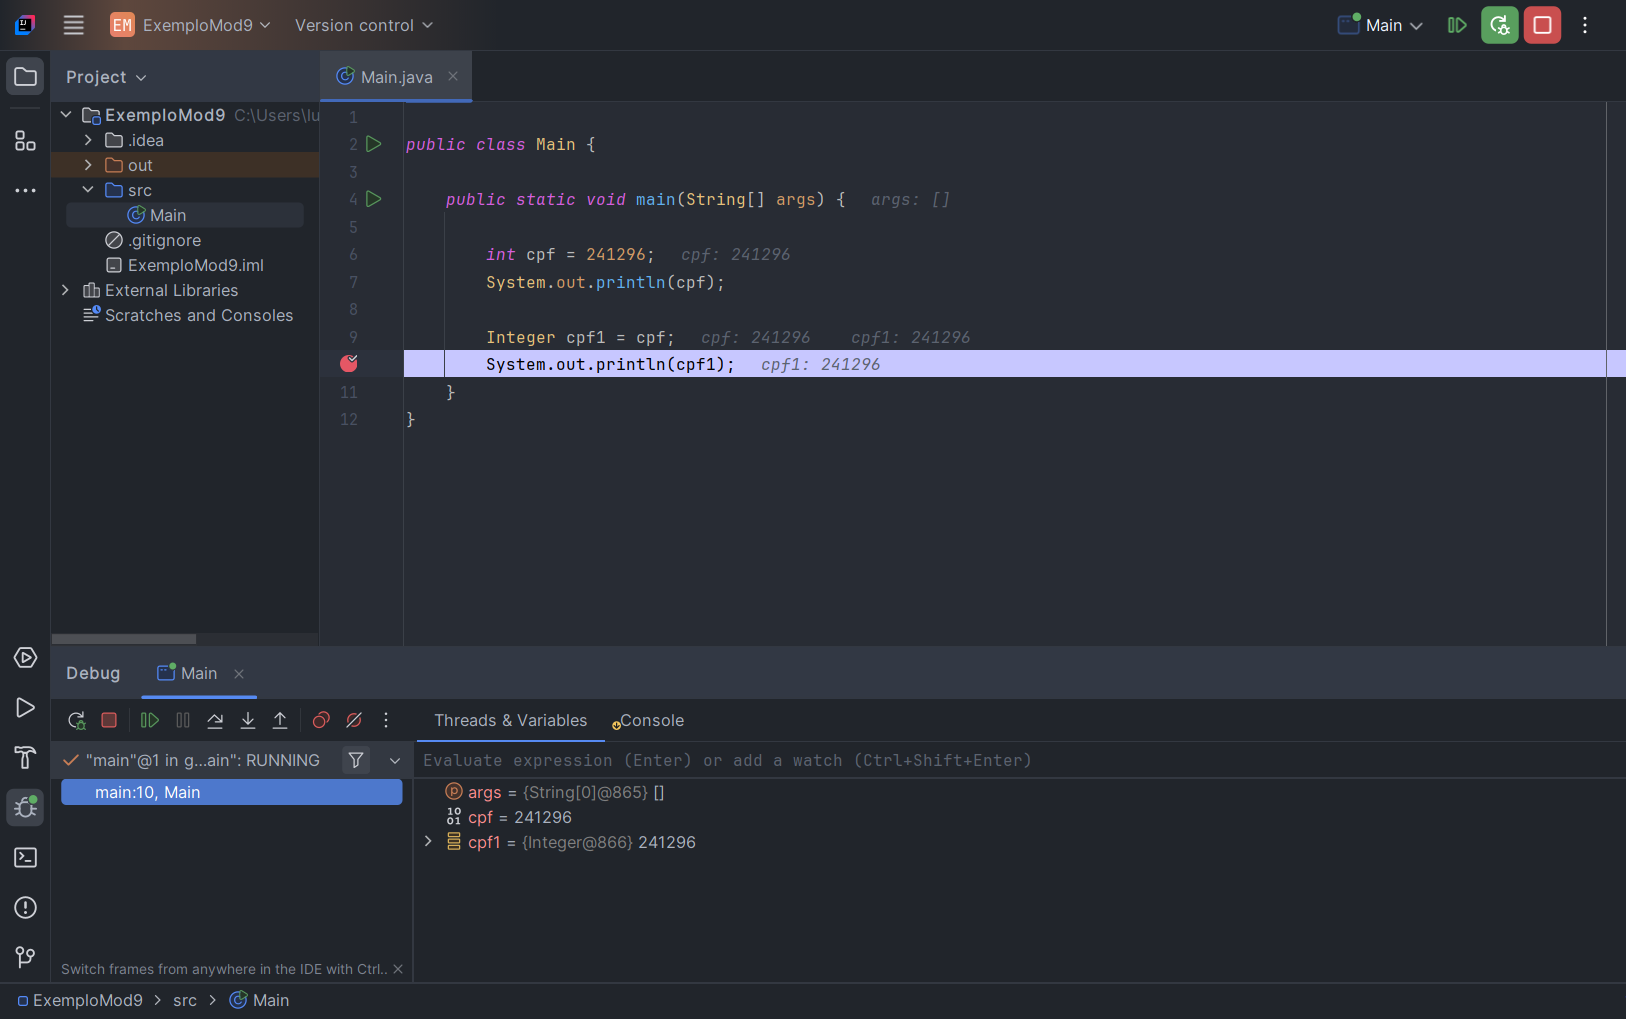 EM ExemploMod9 Version control Main
Project
Main.java
ExemploMod9 C:\Users\lu
.idea
out
src
Main
.gitignore
ExemploMod9.iml
External Libraries
Scratches and Consoles
1
2 public class Main {
3
4 public static void main(String[] args) { args: []
5
6 int cpf = 241296; cpf: 241296
7 System.out.println(cpf);
8
9 Integer cpf1 = cpf; cpf: 241296 cpf1: 241296
System.out.println(cpf1); cpf1: 241296
11 }
12 }
Debug Main
Threads & Variables Console
"main"@1 in g...ain": RUNNING
Evaluate expression (Enter) or add a watch (Ctrl+Shift+Enter)
main:10, Main
args = {String[0]@865} []
cpf = 241296
cpf1 = {Integer@866} 241296
Switch frames from anywhere in the IDE with Ctrl..
ExemploMod9 > src > Main